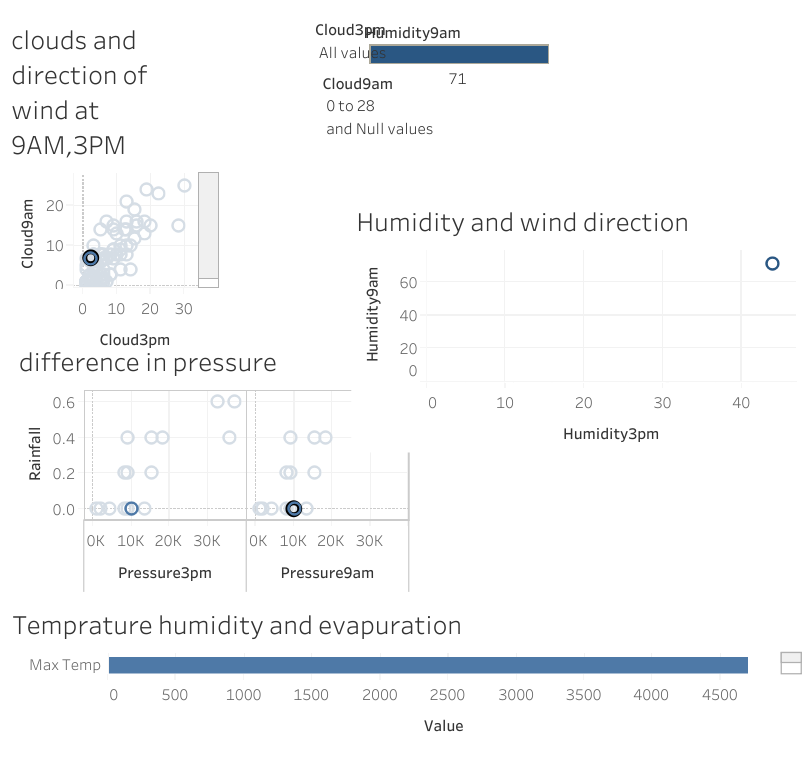 clouds and
direction of
wind at
9AM,3PM
Cloud3pm
Humidity9am
All values
71
Cloud9am
0 to 28
and Null values
Cloud9am
20
10
0
0 10 20 30
Cloud3pm
Humidity and wind direction
Humidity9am
60
40
20
0
0 10 20 30 40
Humidity3pm
difference in pressure
Rainfall
0.6
0.4
0.2
0.0
0K 10K 20K 30K 0K 10K 20K 30K
Pressure3pm Pressure9am
Temprature humidity and evapuration
Max Temp
0 500 1000 1500 2000 2500 3000 3500 4000 4500
Value